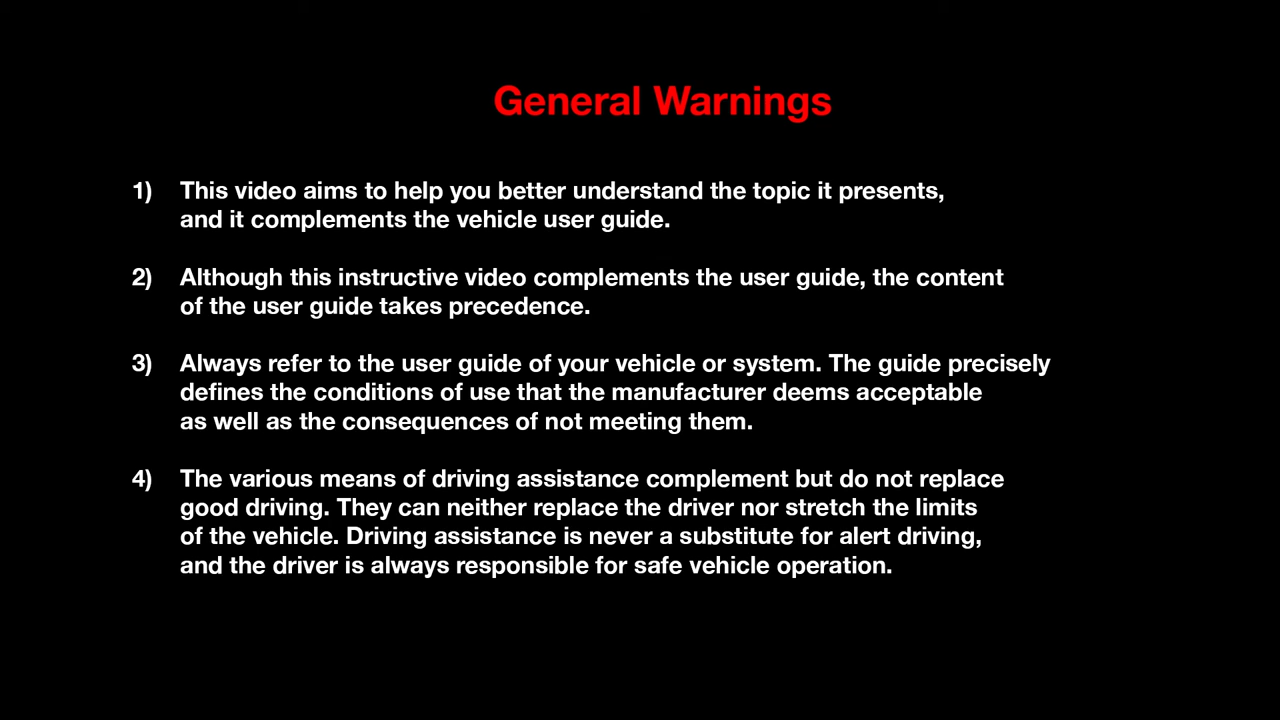 General Warnings
1) This video aims to help you better understand the topic it presents,
and it complements the vehicle user guide.
2) Although this instructive video complements the user guide, the content
of the user guide takes precedence.
3) Always refer to the user guide of your vehicle or system. The guide precisely
defines the conditions of use that the manufacturer deems acceptable
as well as the consequences of not meeting them.
4) The various means of driving assistance complement but do not replace
good driving. They can neither replace the driver nor stretch the limits
of the vehicle. Driving assistance is never a substitute for alert driving,
and the driver is always responsible for safe vehicle operation.